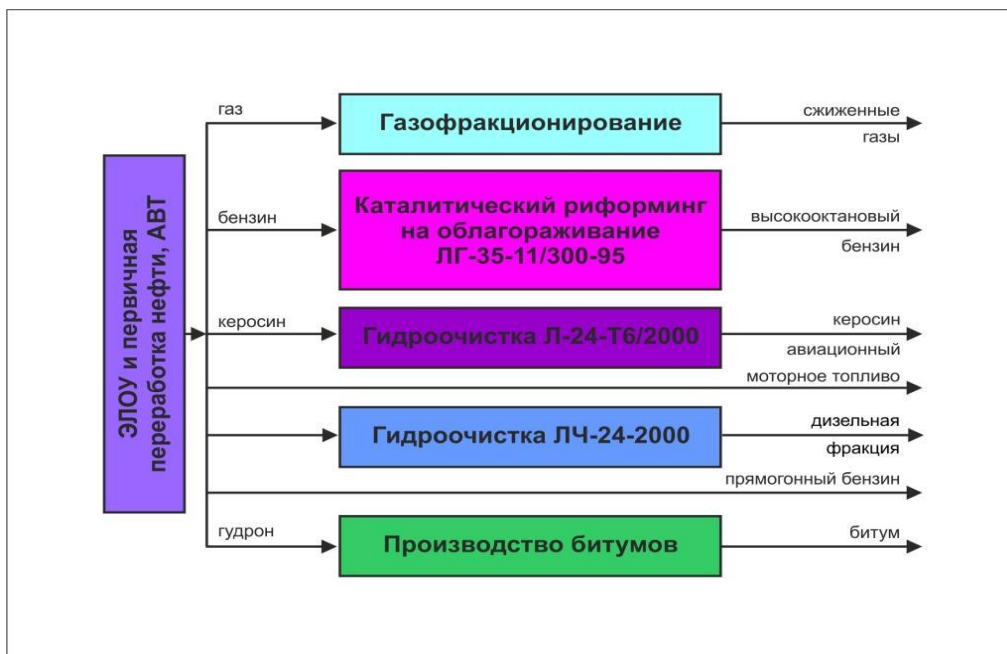 газ
Газофракционирование
сжиженные
газы
ЭЛОУ и первичная
переработка нефти, АВТ
бензин
Каталитический риформинг
на облагораживание
ЛГ-35-11/300-95
высокооктановый
бензин
керосин
Гидроочистка Л-24-Т6/2000
керосин
авиационный
моторное топливо
Гидроочистка ЛЧ-24-2000
дизельная
фракция
прямогонный бензин
гудрон
Производство битумов
битум